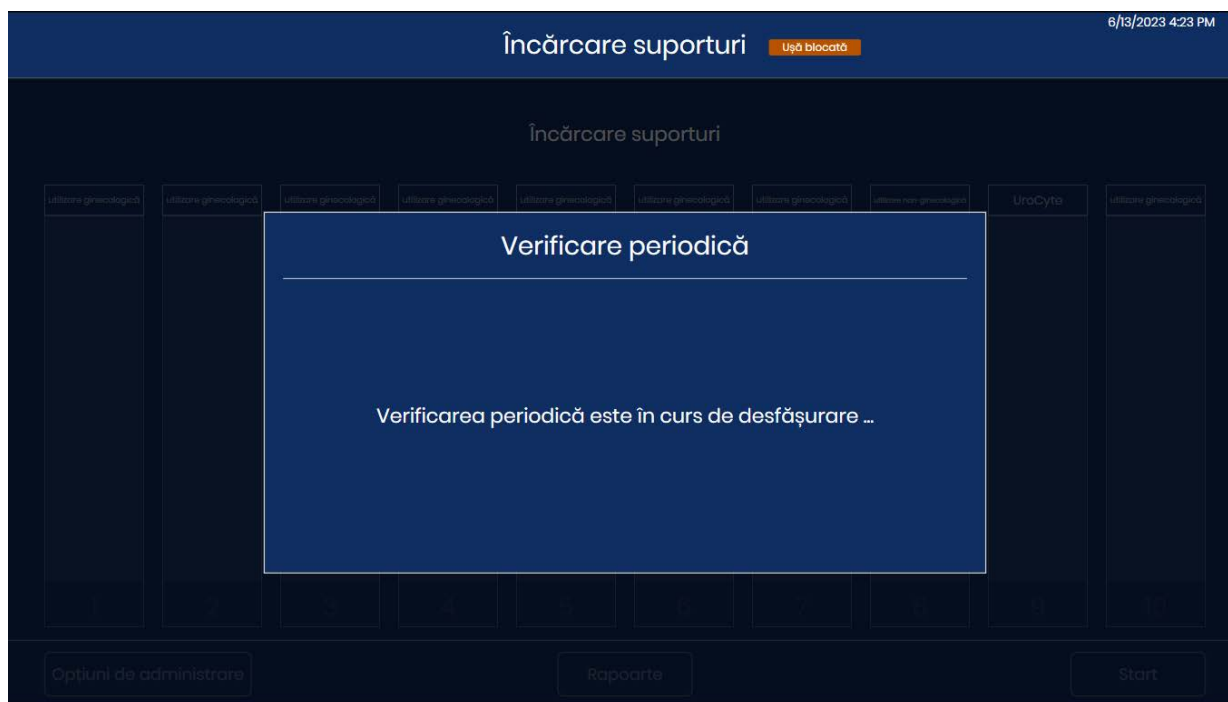 6/13/2023 4:23 PM
Încărcare suporturi Ușă blocată
Încărcare suporturi
utilizare ginecologică utilizare ginecologică utilizare ginecologică utilizare ginecologică utilizare ginecologică utilizare ginecologică utilizare ginecologică utilizare non-ginecologică UroCyte utilizare ginecologică
Verificare periodică
Verificarea periodică este în curs de desfășurare ...
1 2 3 4 5 6 7 8 9 10
Opțiuni de administrare Rapoarte Start